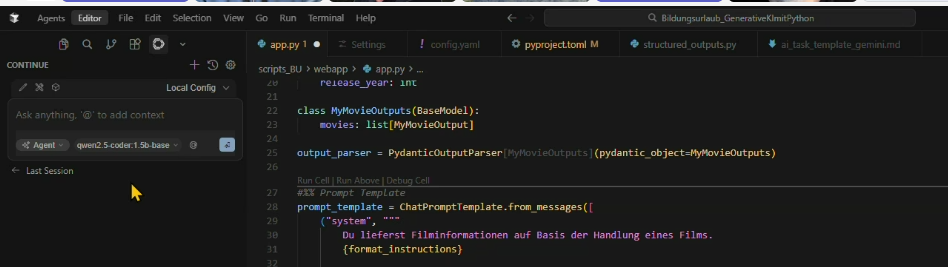 Agents Editor File Edit Selection View Go Run Terminal Help
Bildungsurlaub_GenerativeKImitPython
CONTINUE
Local Config
Ask anything, '@' to add context
Agent qwen2.5-coder:1.5b-base @
Last Session
app.py 1 Settings ! config.yaml pyproject.toml M structured_outputs.py ai_task_template_gemini.md
scripts_BU > webapp > app.py > ...
20 release_year: int
21
22 class MyMovieOutputs(BaseModel):
23 movies: list[MyMovieOutput]
24
25 output_parser = PydanticOutputParser[MyMovieOutputs](pydantic_object=MyMovieOutputs)
26
Run Cell | Run Above | Debug Cell
27 #%% Prompt Template
28 prompt_template = ChatPromptTemplate.from_messages([
29 ("system", """
30 Du lieferst Filminformationen auf Basis der Handlung eines Films.
31 {format_instructions}
32